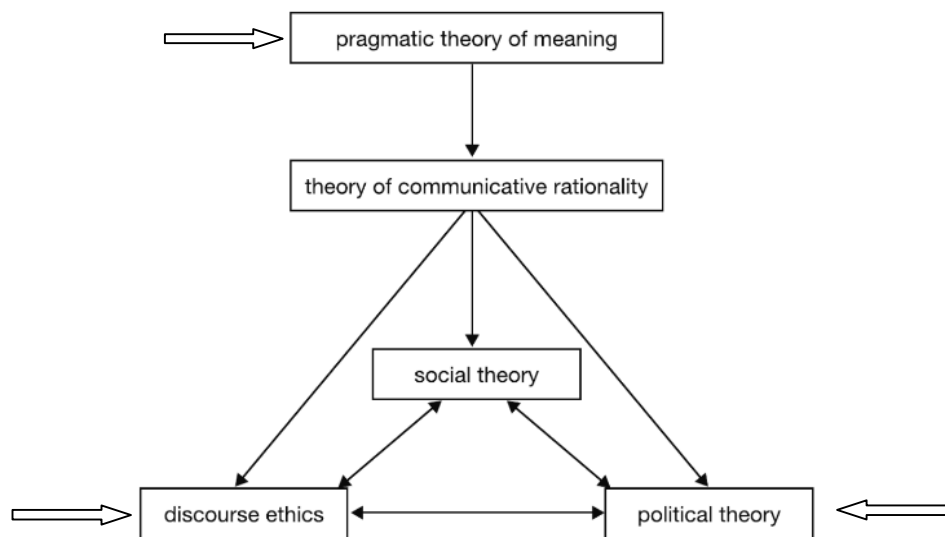 pragmatic theory of meaning
theory of communicative rationality
social theory
discourse ethics
political theory